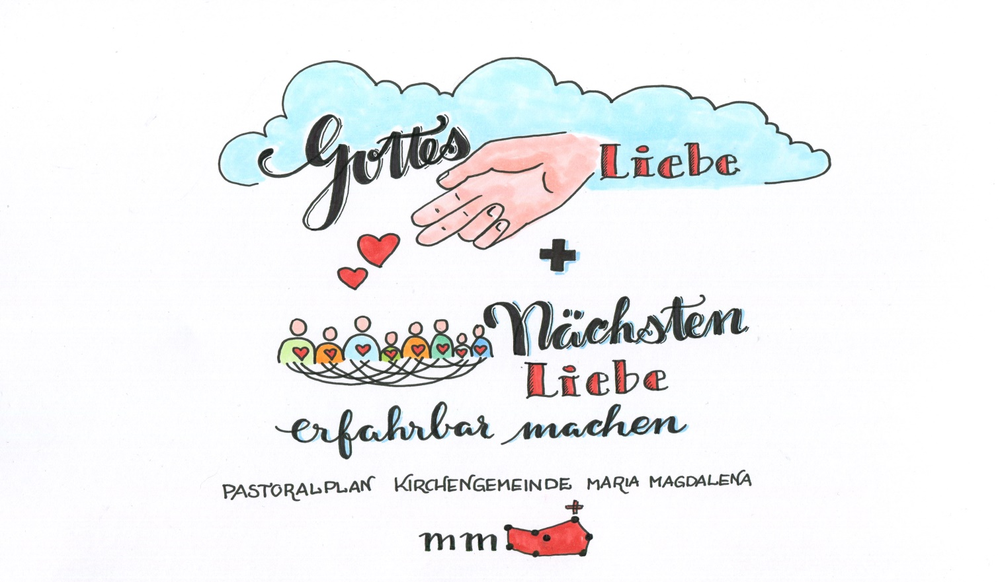 Gottes Liebe
+
Nächsten
Liebe
erfahrbar machen
PASTORALPLAN KIRCHENGEMEINDE MARIA MAGDALENA
mm